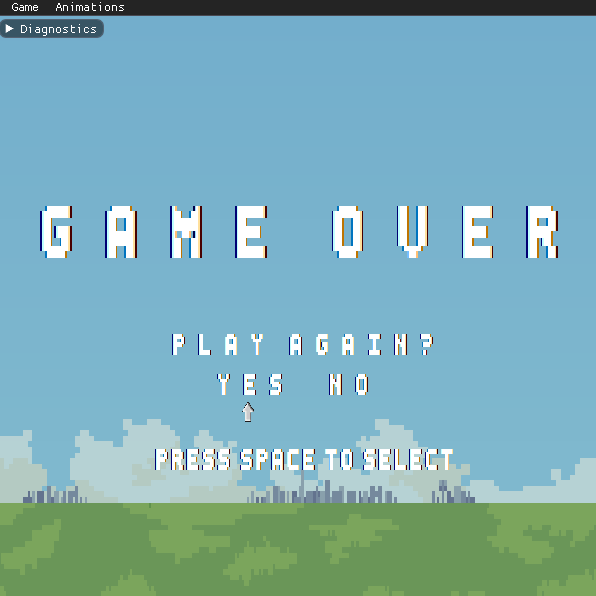 Game Animations
Diagnostics
GAME OVER
PLAY AGAIN?
YES NO
PRESS SPACE TO SELECT